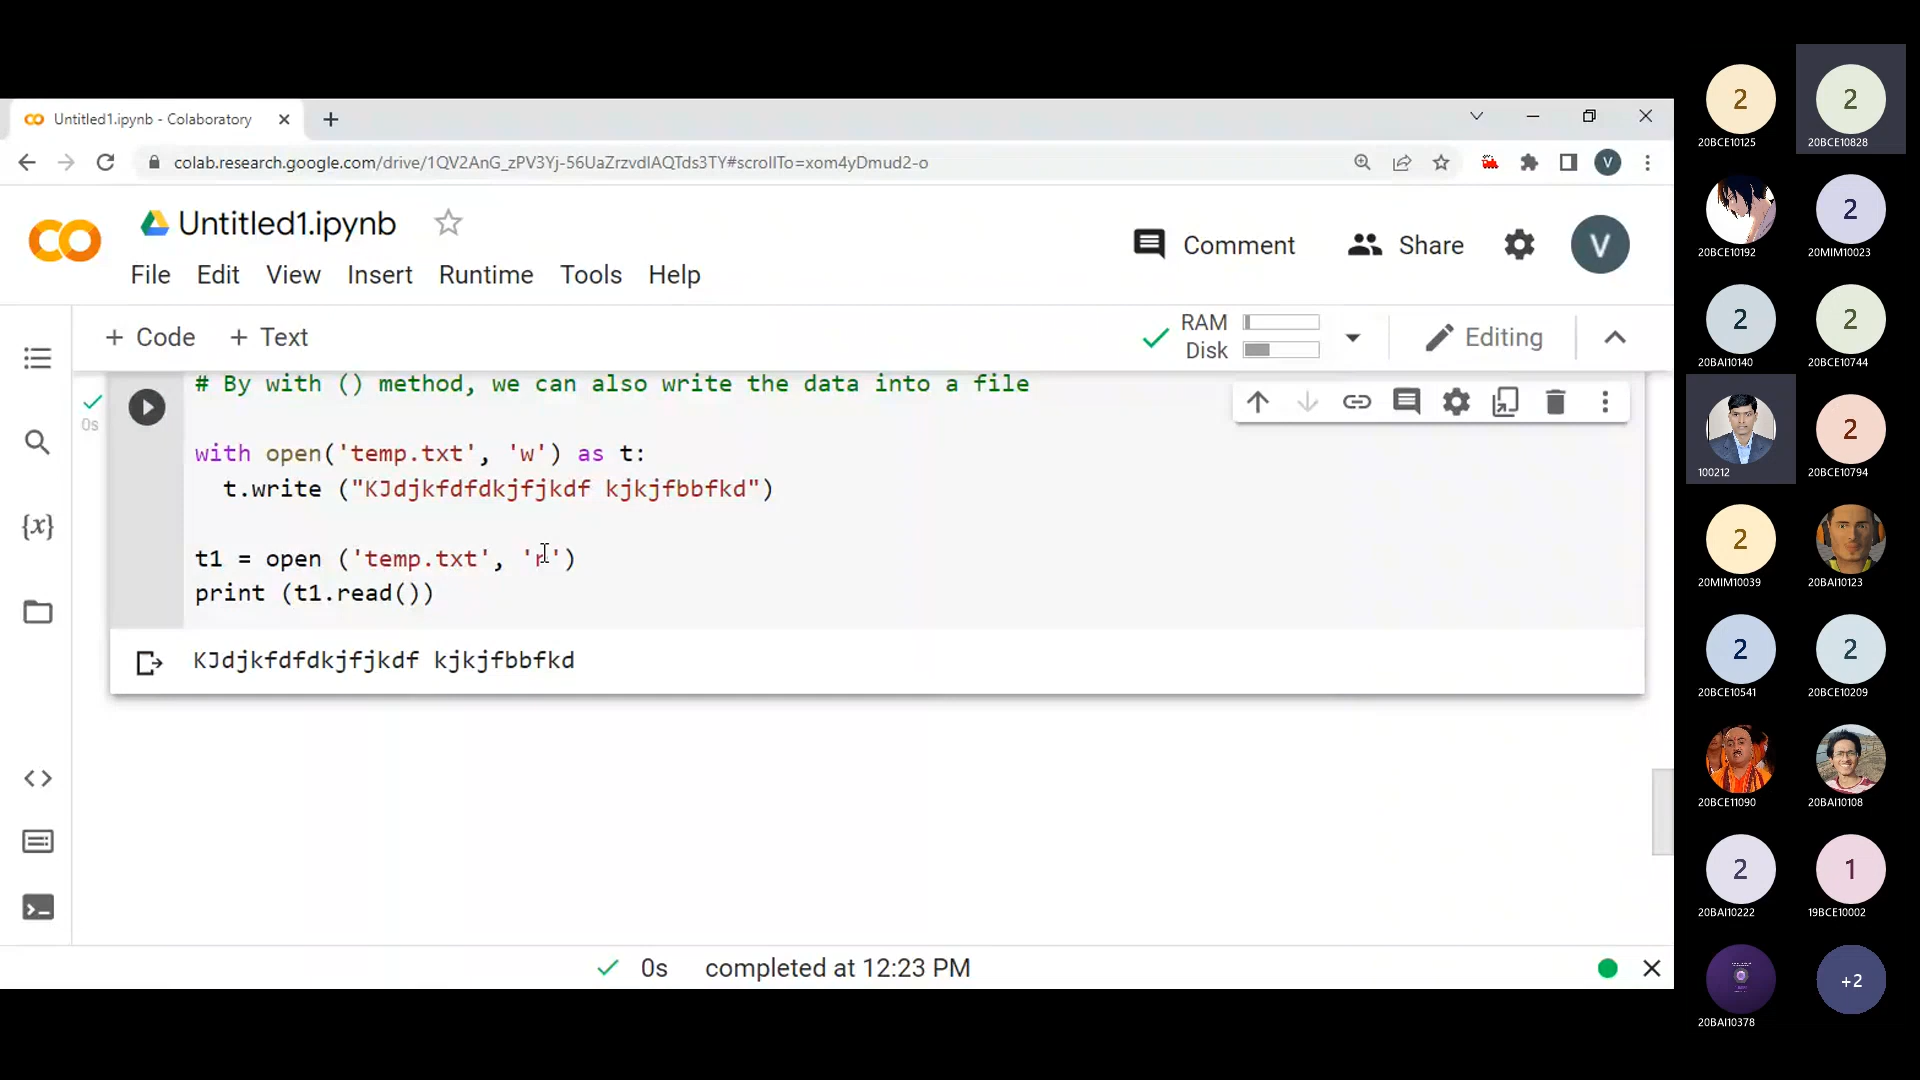 Untitled1.ipynb - Colaboratory
colab.research.google.com/drive/1QV2AnG_zPV3Yj-56UaZrzvdlAQTds3TY#scrollTo=xom4yDmud2-o
V
Untitled1.ipynb
Comment
Share
V
File Edit View Insert Runtime Tools Help
+ Code + Text
RAM
Disk
Editing
# By with () method, we can also write the data into a file
0s
with open('temp.txt', 'w') as t:
t.write ("KJdjkfdfdkjfjkdf kjkjfbbfkd")
t1 = open ('temp.txt', 'r')
print (t1.read())
KJdjkfdfdkjfjkdf kjkjfbbfkd
{x}
0s completed at 12:23 PM
2
20BCE10125
2
20BCE10828
20BCE10192
2
20MIM10023
2
20BAI10140
2
20BCE10744
100212
2
20BCE10794
2
20MIM10039
20BAI10123
2
20BCE10541
2
20BCE10209
20BCE11090
20BAI10108
2
20BAI10222
1
19BCE10002
20BAI10378
+2